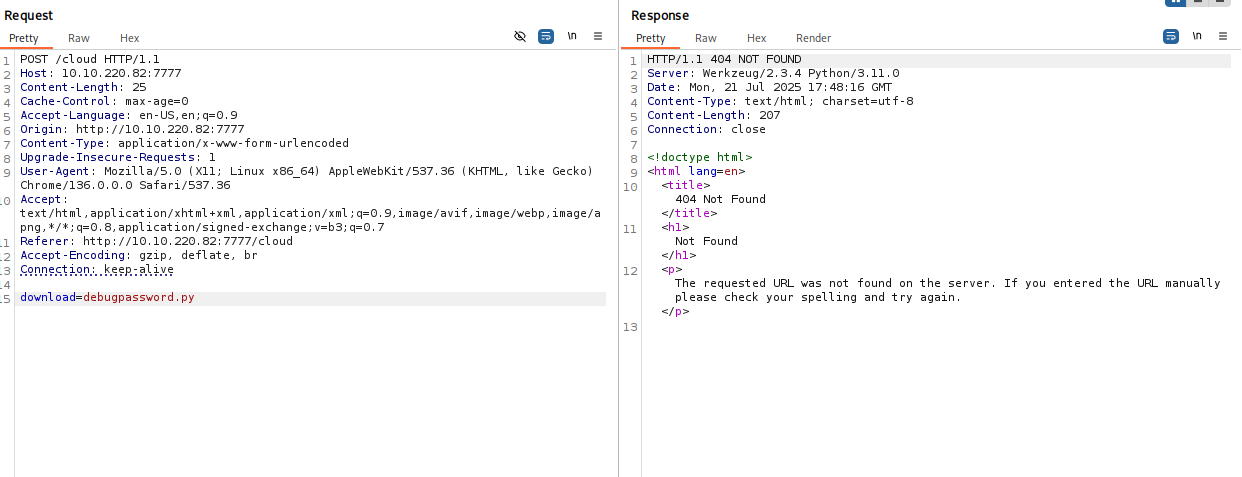 Request
Pretty Raw Hex
\n
1 POST /cloud HTTP/1.1
2 Host: 10.10.220.82:7777
3 Content-Length: 25
4 Cache-Control: max-age=0
5 Accept-Language: en-US,en;q=0.9
6 Origin: http://10.10.220.82:7777
7 Content-Type: application/x-www-form-urlencoded
8 Upgrade-Insecure-Requests: 1
9 User-Agent: Mozilla/5.0 (X11; Linux x86_64) AppleWebKit/537.36 (KHTML, like Gecko)
Chrome/136.0.0.0 Safari/537.36
10 Accept:
text/html,application/xhtml+xml,application/xml;q=0.9,image/avif,image/webp,image/a
png,*/*;q=0.8,application/signed-exchange;v=b3;q=0.7
11 Referer: http://10.10.220.82:7777/cloud
12 Accept-Encoding: gzip, deflate, br
13 Connection: keep-alive
14
15 download=debugpassword.py
Response
Pretty Raw Hex Render
\n
1 HTTP/1.1 404 NOT FOUND
2 Server: Werkzeug/2.3.4 Python/3.11.0
3 Date: Mon, 21 Jul 2025 17:48:16 GMT
4 Content-Type: text/html; charset=utf-8
5 Content-Length: 207
6 Connection: close
7
8 <!doctype html>
9 <html lang=en>
10 <title>
404 Not Found
</title>
11 <h1>
Not Found
</h1>
12 <p>
The requested URL was not found on the server. If you entered the URL manually
please check your spelling and try again.
</p>
13